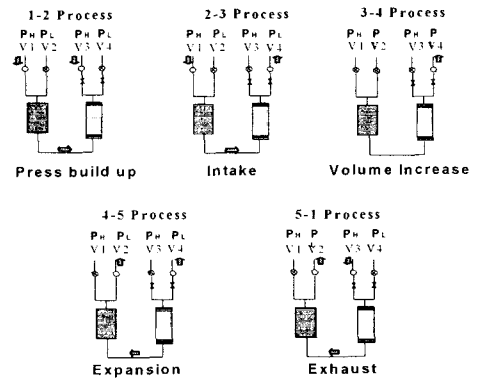 1-2 Process
PH PL PH PL
V1 V2 V3 V4
Press build up
2-3 Process
PH PL PH PL
V1 V2 V3 V4
Intake
3-4 Process
PH P PH P
V1 V2 V3 V4
Volume Increase
4-5 Process
PH PL PH PL
V1 V2 V3 V4
Expansion
5-1 Process
PH P PH PL
V1 V2 V3 V4
Exhaust